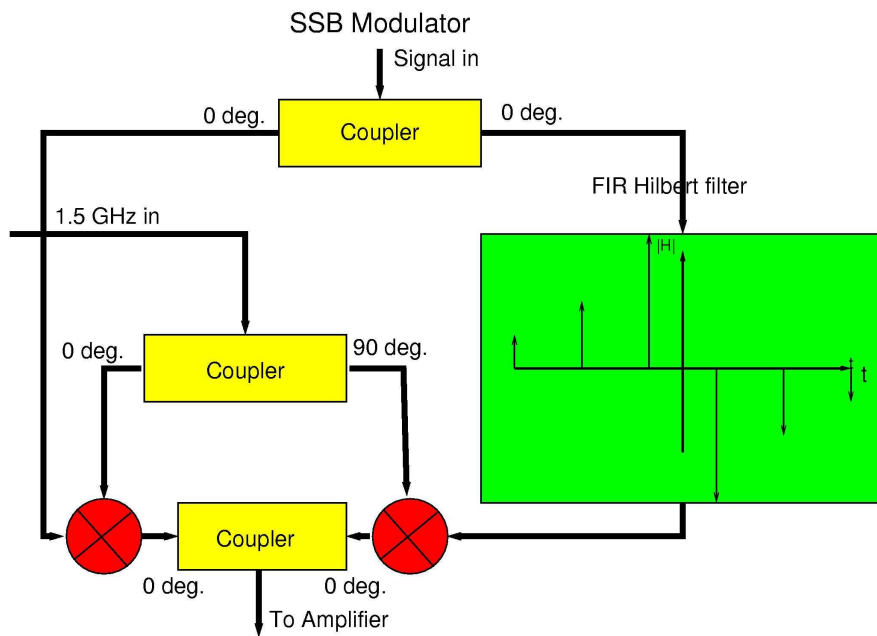 SSB Modulator
Signal in
0 deg.
0 deg.
Coupler
FIR Hilbert filter
1.5 GHz in
|H|
0 deg.
90 deg.
Coupler
t
t
Coupler
0 deg.
0 deg.
To Amplifier